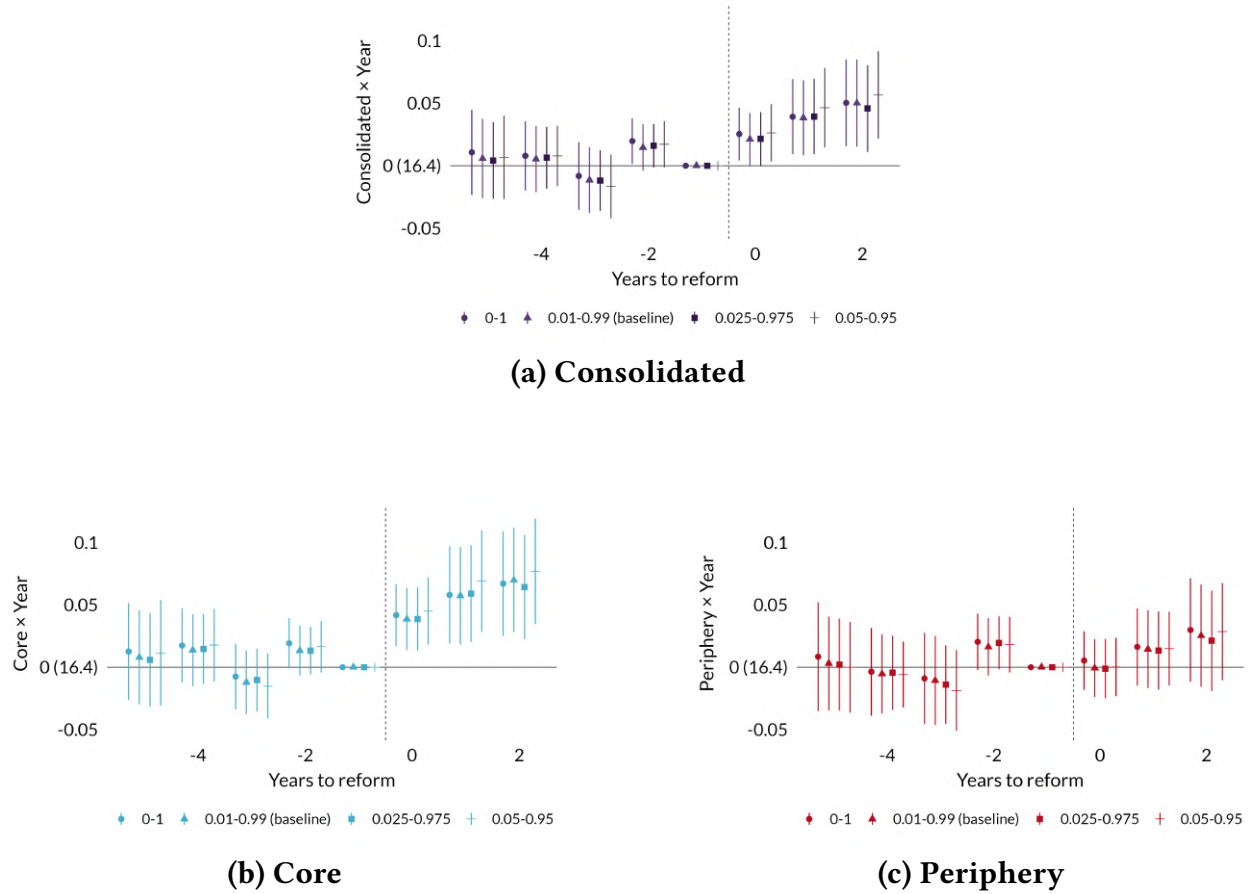 0.1
0.05
0 (16.4)
-0.05
Consolidated × Year
-4 -2 0 2
Years to reform
0-1 0.01-0.99 (baseline) 0.025-0.975 0.05-0.95
(a) Consolidated
0.1
0.05
0 (16.4)
-0.05
Core × Year
-4 -2 0 2
Years to reform
0-1 0.01-0.99 (baseline) 0.025-0.975 0.05-0.95
(b) Core
0.1
0.05
0 (16.4)
-0.05
Periphery × Year
-4 -2 0 2
Years to reform
0-1 0.01-0.99 (baseline) 0.025-0.975 0.05-0.95
(c) Periphery